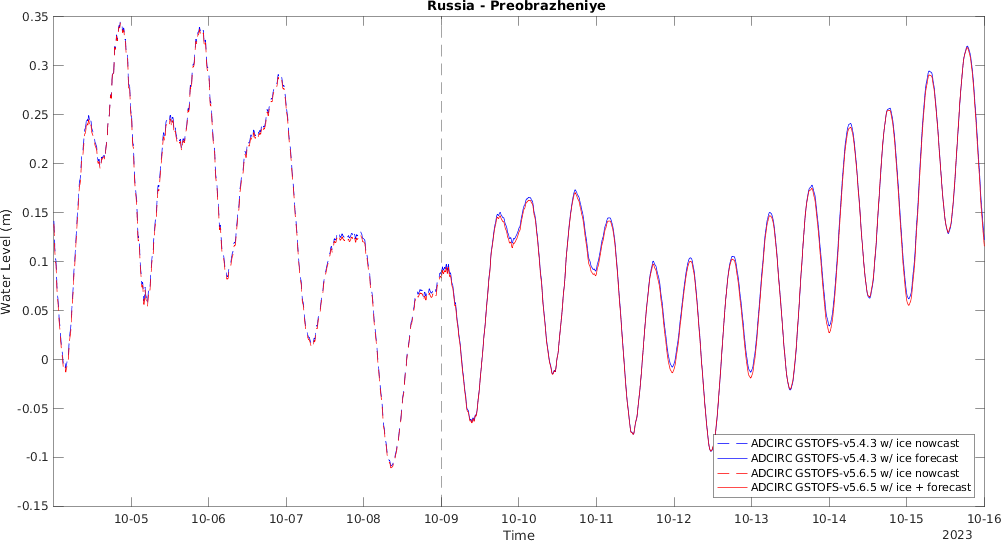 Russia - Preobrazheniye
Water Level (m)
0.35
0.3
0.25
0.2
0.15
0.1
0.05
0
-0.05
-0.1
-0.15
ADCIRC GSTOFS-v5.4.3 w/ ice nowcast
ADCIRC GSTOFS-v5.4.3 w/ ice forecast
ADCIRC GSTOFS-v5.6.5 w/ ice nowcast
ADCIRC GSTOFS-v5.6.5 w/ ice + forecast
10-05 10-06 10-07 10-08 10-09 10-10 10-11 10-12 10-13 10-14 10-15 10-16
Time
2023